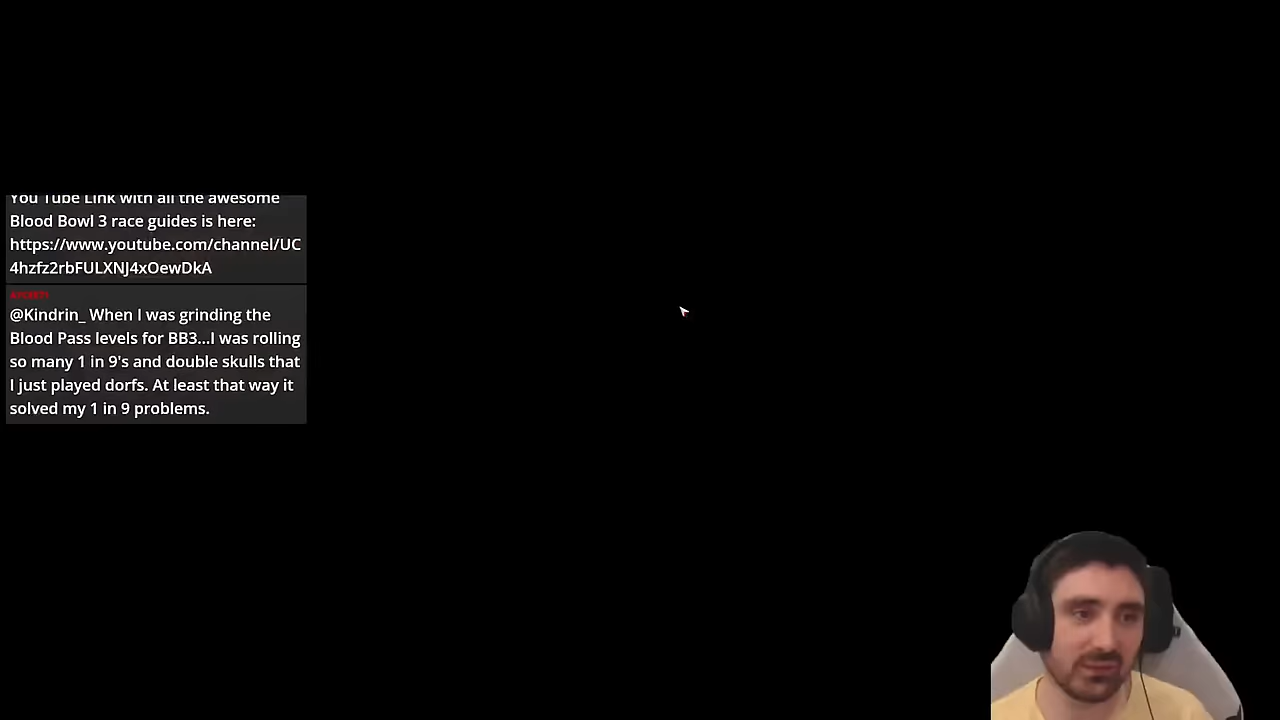 You Tube Link with all the awesome
Blood Bowl 3 race guides is here:
https://www.youtube.com/channel/UC
4hzfz2rbFULXNJ4xOewDkA
@Kindrin_ When I was grinding the
Blood Pass levels for BB3...I was rolling
so many 1 in 9's and double skulls that
I just played dorfs. At least that way it
solved my 1 in 9 problems.